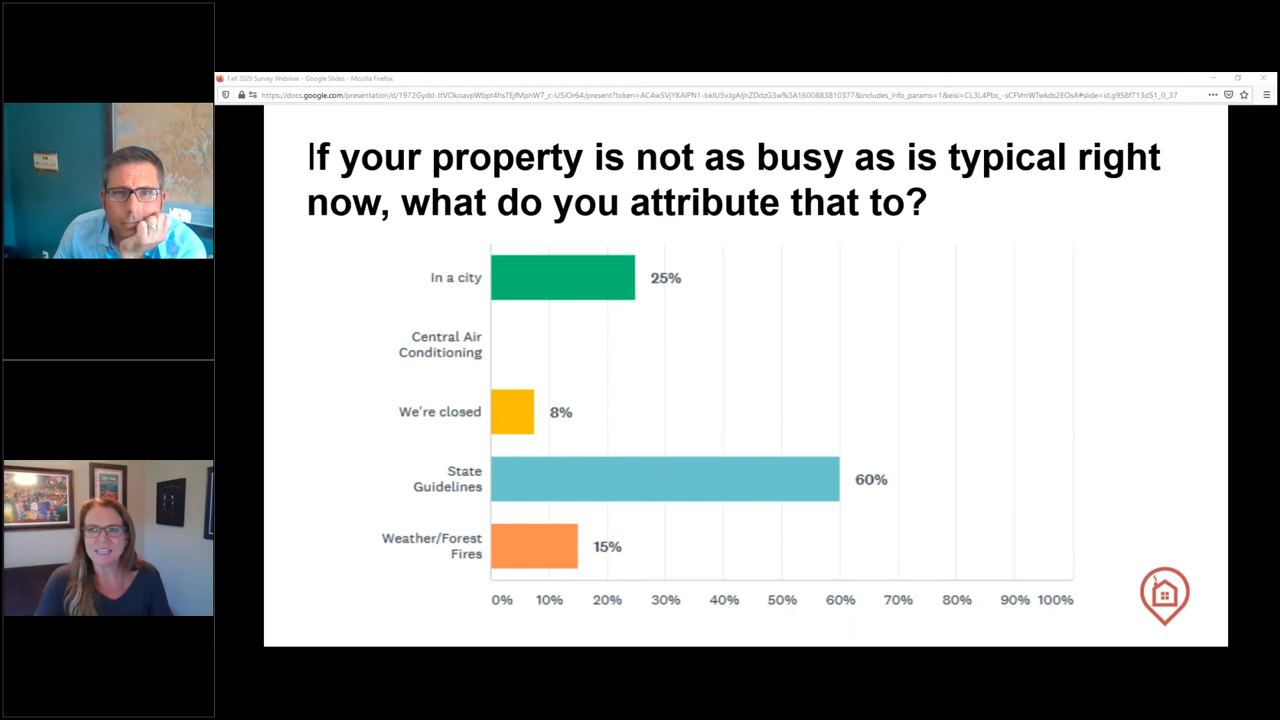 Fall 2020 Survey Webinar - Google Slides - Mozilla Firefox
If your property is not as busy as is typical right
now, what do you attribute that to?
In a city
25%
Central Air
Conditioning
We're closed
8%
State
Guidelines
60%
Weather/Forest
Fires
15%
0% 10% 20% 30% 40% 50% 60% 70% 80% 90% 100%